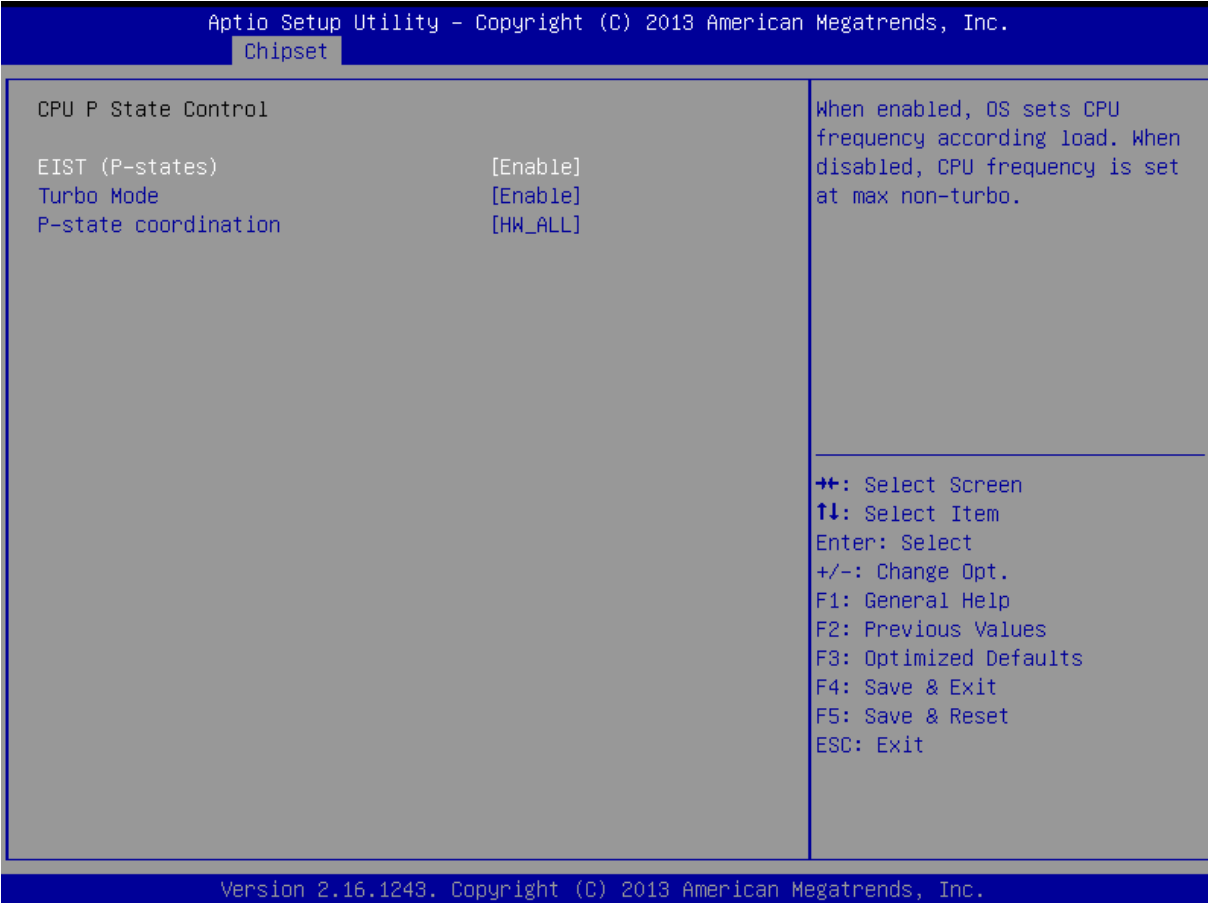 Aptio Setup Utility – Copyright (C) 2013 American Megatrends, Inc.
Chipset
CPU P State Control
EIST (P-states) [Enable]
Turbo Mode [Enable]
P-state coordination [HW_ALL]
When enabled, OS sets CPU
frequency according load. When
disabled, CPU frequency is set
at max non-turbo.
→←: Select Screen
↑↓: Select Item
Enter: Select
+/-: Change Opt.
F1: General Help
F2: Previous Values
F3: Optimized Defaults
F4: Save & Exit
F5: Save & Reset
ESC: Exit
Version 2.16.1243. Copyright (C) 2013 American Megatrends, Inc.